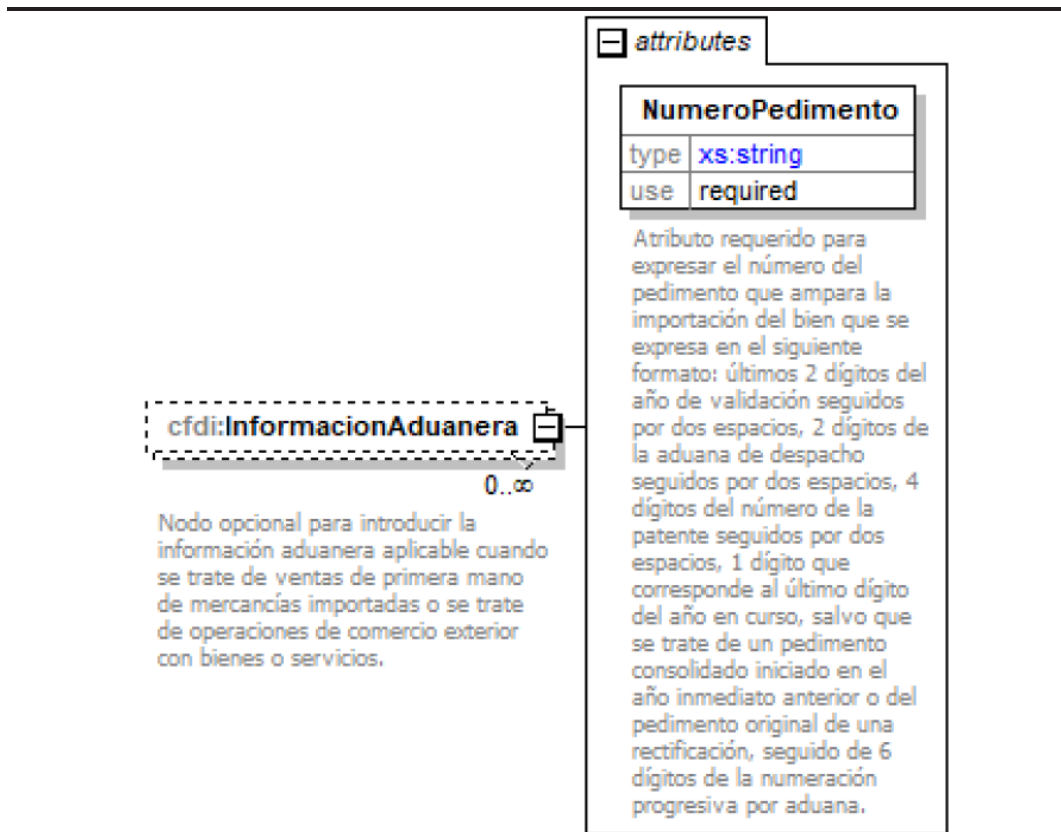 attributes
NumeroPedimento
type xs:string
use required
Atributo requerido para
expresar el número del
pedimento que ampara la
importación del bien que se
expresa en el siguiente
formato: últimos 2 dígitos del
año de validación seguidos
por dos espacios, 2 dígitos de
la aduana de despacho
seguidos por dos espacios, 4
dígitos del número de la
patente seguidos por dos
espacios, 1 dígito que
corresponde al último dígito
del año en curso, salvo que
se trate de un pedimento
consolidado iniciado en el
año inmediato anterior o del
pedimento original de una
rectificación, seguido de 6
dígitos de la numeración
progresiva por aduana.
cfdi:InformacionAduanera
0..∞
Nodo opcional para introducir la
información aduanera aplicable cuando
se trate de ventas de primera mano
de mercancías importadas o se trate
de operaciones de comercio exterior
con bienes o servicios.